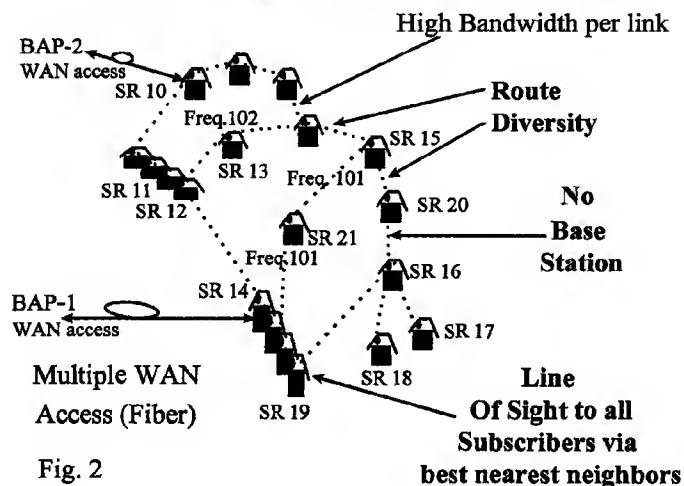 High Bandwidth per link
BAP-2
WAN access
SR 10
Route
Diversity
Freq.102
SR 13
SR 15
SR 11
SR 12
Freq. 101
SR 20
No
Base
Station
SR 21
Freq.101
SR 14
SR 16
BAP-1
WAN access
SR 17
SR 18
Multiple WAN
Access (Fiber)
SR 19
Line
Of Sight to all
Subscribers via
best nearest neighbors
Fig. 2